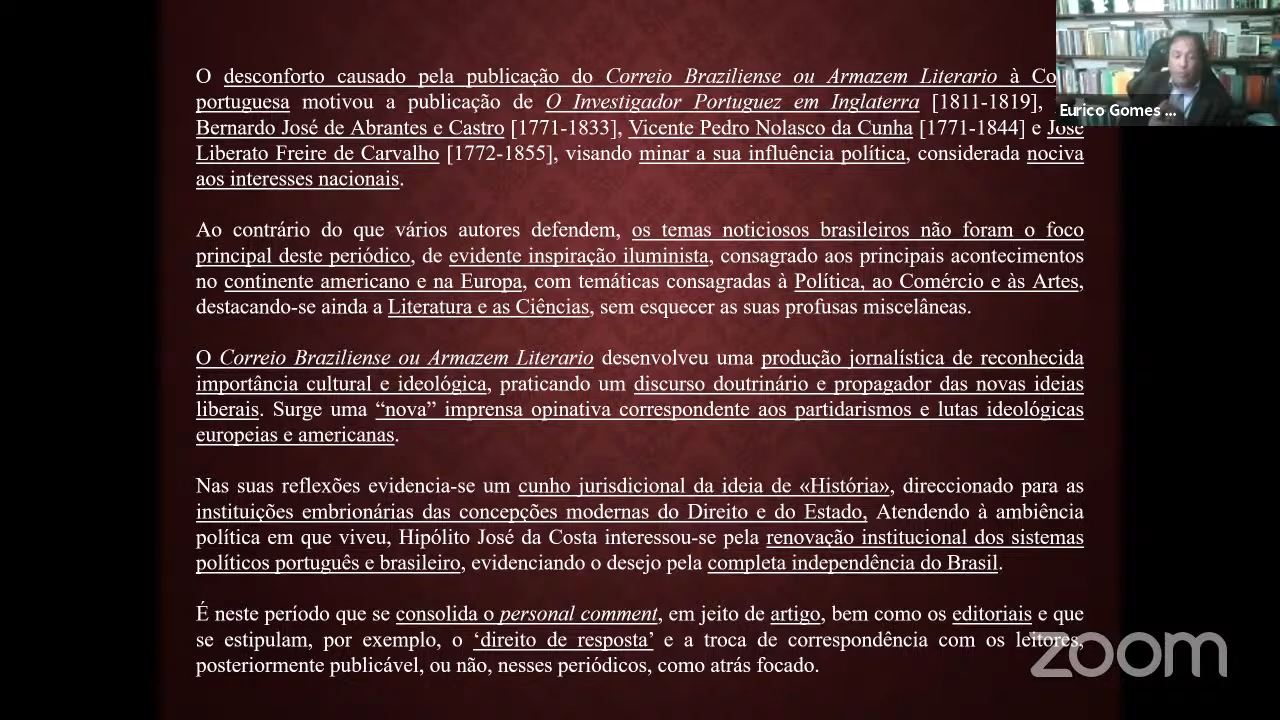 O desconforto causado pela publicação do Correio Braziliense ou Armazem Literario à Co
portuguesa motivou a publicação de O Investigador Portuguez em Inglaterra [1811-1819],
Bernardo José de Abrantes e Castro [1771-1833], Vicente Pedro Nolasco da Cunha [1771-1844] e José
Liberato Freire de Carvalho [1772-1855], visando minar a sua influência política, considerada nociva
aos interesses nacionais.
Ao contrário do que vários autores defendem, os temas noticiosos brasileiros não foram o foco
principal deste periódico, de evidente inspiração iluminista, consagrado aos principais acontecimentos
no continente americano e na Europa, com temáticas consagradas à Política, ao Comércio e às Artes,
destacando-se ainda a Literatura e as Ciências, sem esquecer as suas profusas miscelâneas.
O Correio Braziliense ou Armazem Literario desenvolveu uma produção jornalística de reconhecida
importância cultural e ideológica, praticando um discurso doutrinário e propagador das novas ideias
liberais. Surge uma “nova” imprensa opinativa correspondente aos partidarismos e lutas ideológicas
europeias e americanas.
Nas suas reflexões evidencia-se um cunho jurisdicional da ideia de «História», direccionado para as
instituições embrionárias das concepções modernas do Direito e do Estado, Atendendo à ambiência
política em que viveu, Hipólito José da Costa interessou-se pela renovação institucional dos sistemas
políticos português e brasileiro, evidenciando o desejo pela completa independência do Brasil.
É neste período que se consolida o personal comment, em jeito de artigo, bem como os editoriais e que
se estipulam, por exemplo, o ‘direito de resposta’ e a troca de correspondência com os leitores,
posteriormente publicável, ou não, nesses periódicos, como atrás focado.
Eurico Gomes ...
zoom